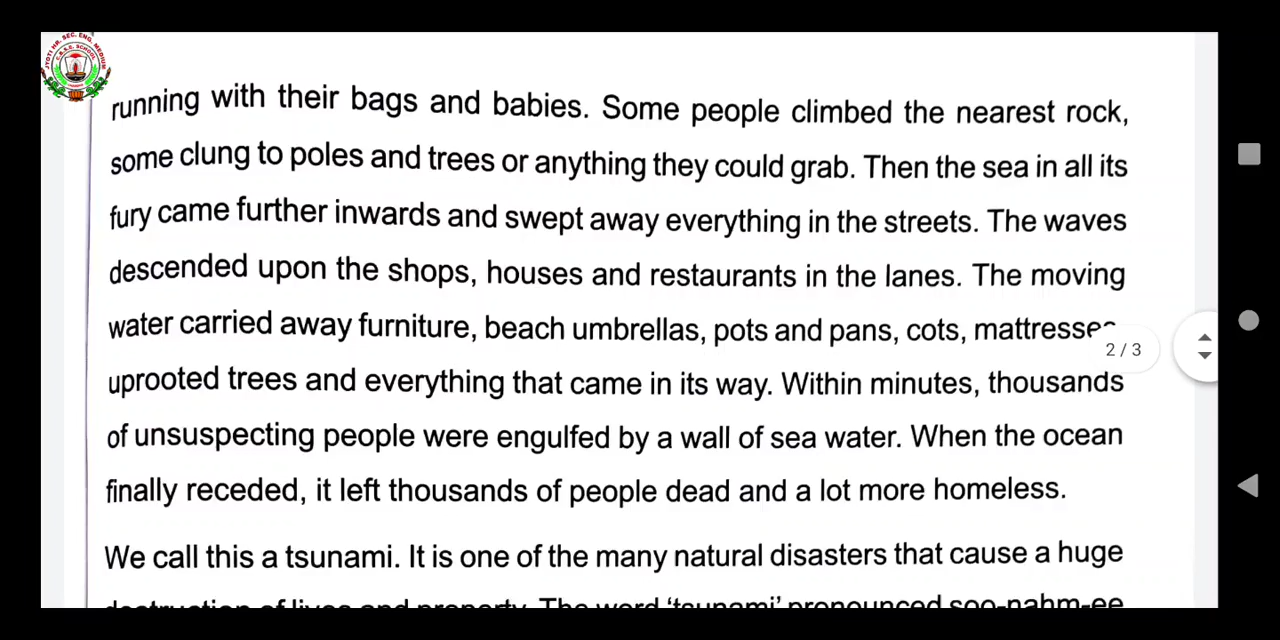 JYOTI HR. SEC. ENG. MEDIUM
running with their bags and babies. Some people climbed the nearest rock,
some clung to poles and trees or anything they could grab. Then the sea in all its
fury came further inwards and swept away everything in the streets. The waves
descended upon the shops, houses and restaurants in the lanes. The moving
water carried away furniture, beach umbrellas, pots and pans, cots, mattresses
2 / 3
uprooted trees and everything that came in its way. Within minutes, thousands
of unsuspecting people were engulfed by a wall of sea water. When the ocean
finally receded, it left thousands of people dead and a lot more homeless.
We call this a tsunami. It is one of the many natural disasters that cause a huge
destruction of lives and property. The word ‘tsunami’ pronounced soo-nahm-ee